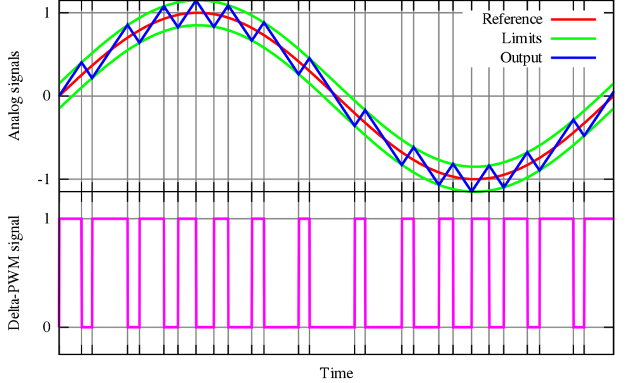 Analog signals
1
0
-1
Reference
Limits
Output
Delta-PWM signal
1
0
Time